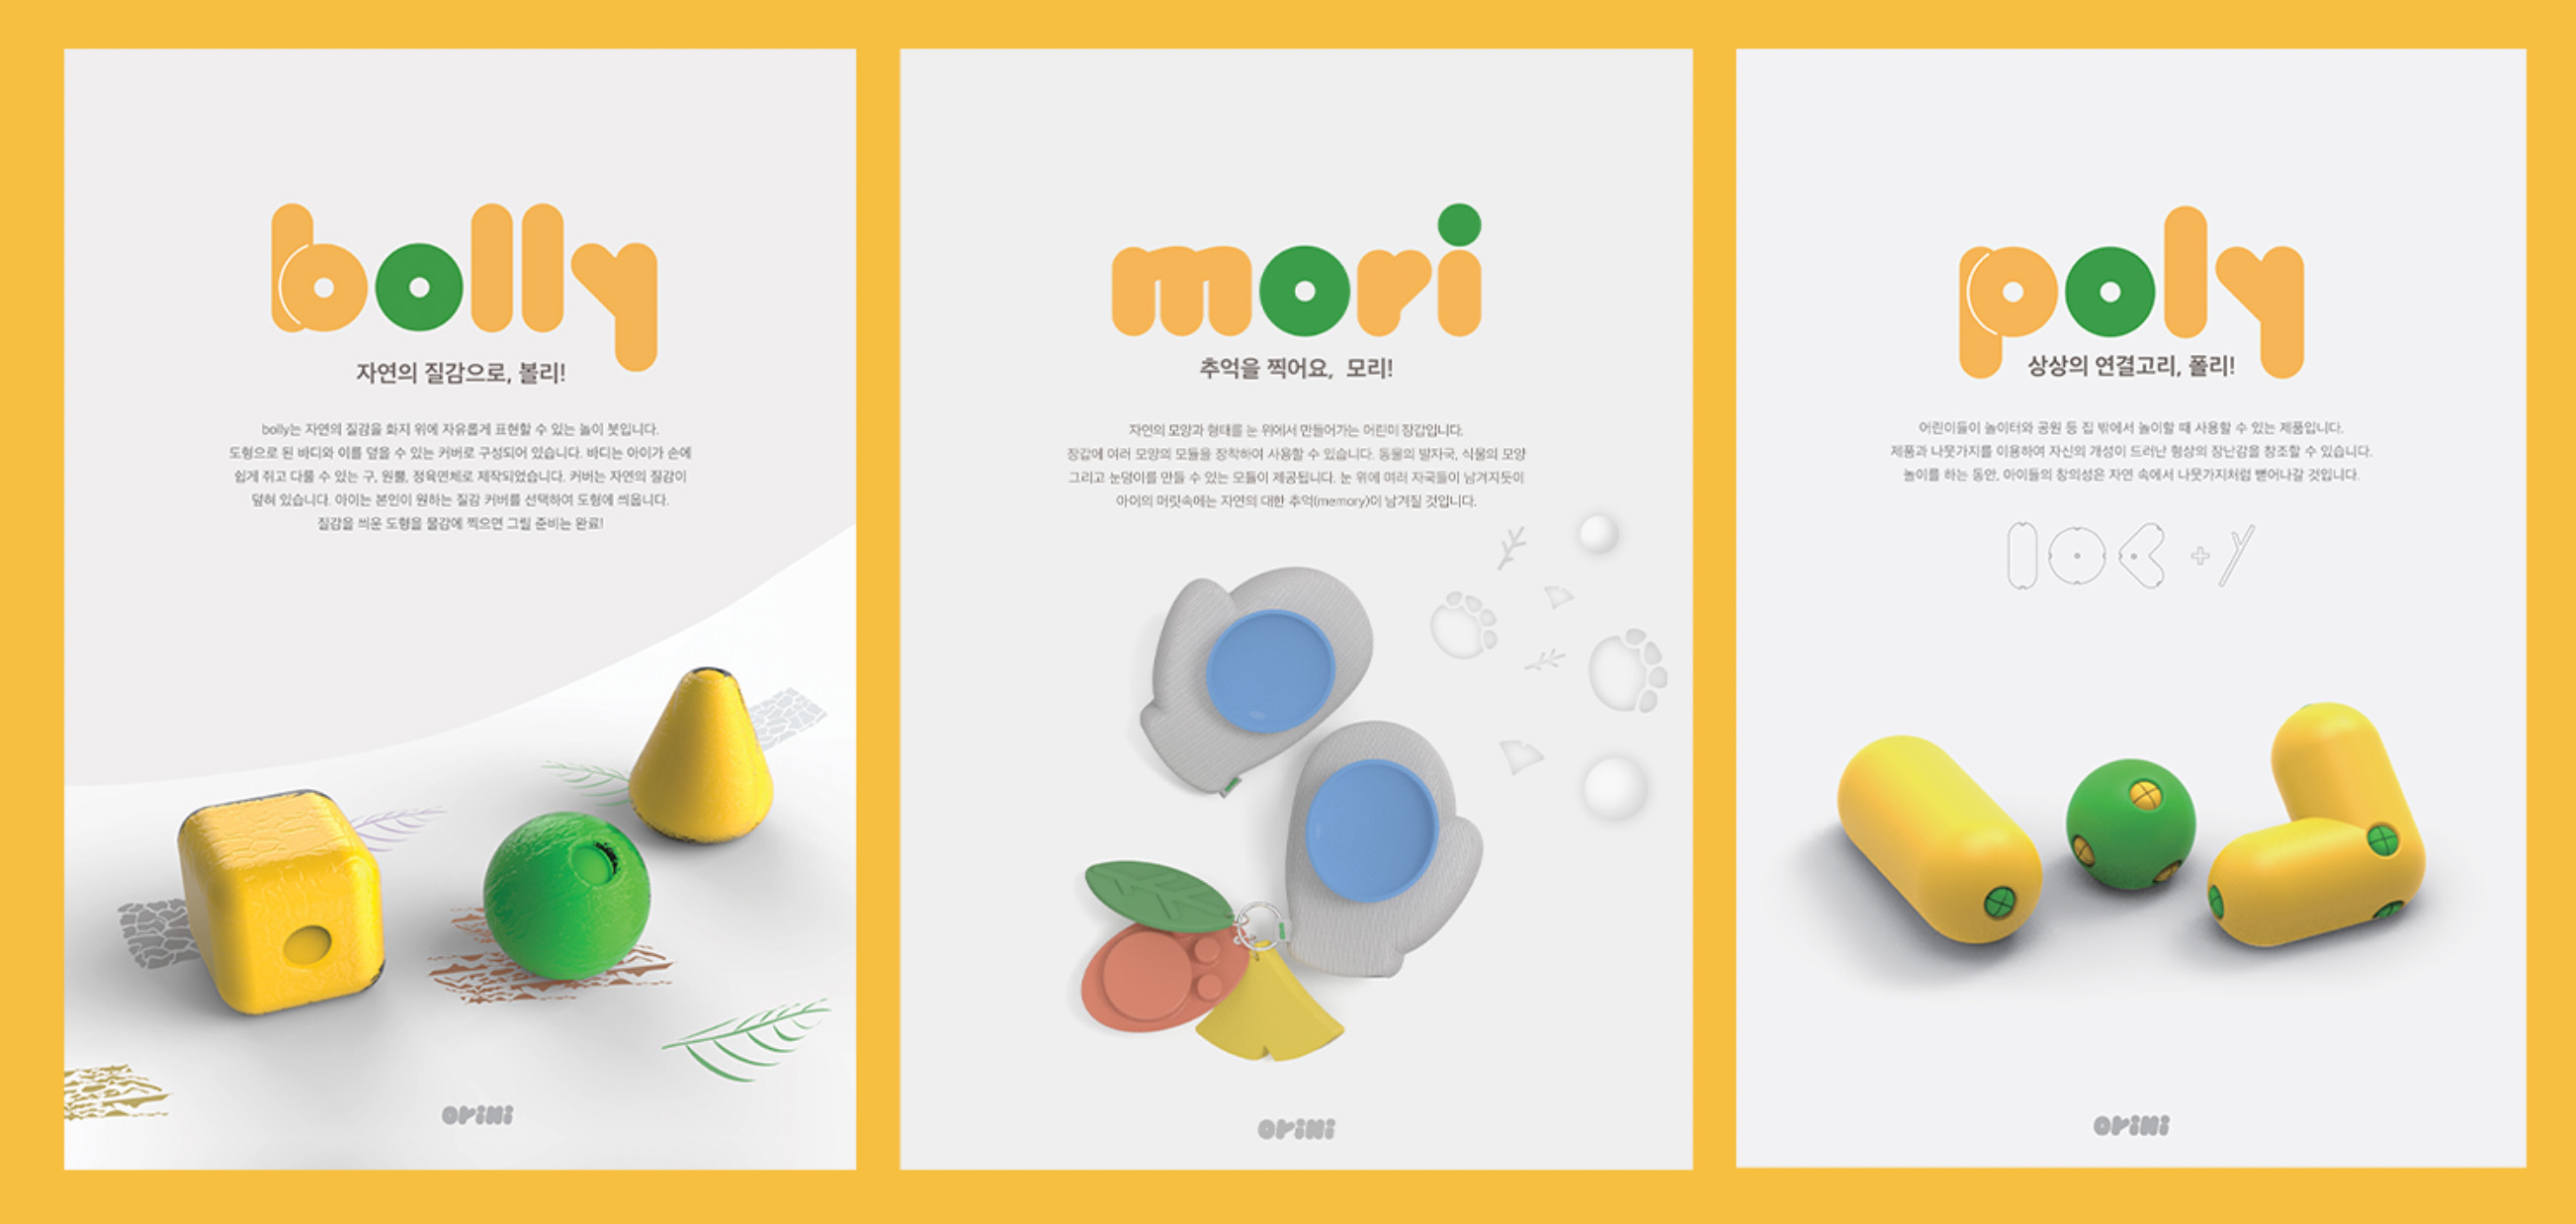 bolly
자연의 질감으로, 볼리!
bolly는 자연의 질감을 화지 위에 자유롭게 표현할 수 있는 놀이 붓입니다.
도형으로 된 바디와 이를 덮을 수 있는 커버로 구성되어 있습니다. 바디는 아이가 손에
쉽게 쥐고 다룰 수 있는 구, 원뿔, 정육면체로 제작되었습니다. 커버는 자연의 질감이
덮혀 있습니다. 아이는 본인이 원하는 질감 커버를 선택하여 도형에 씌웁니다.
질감을 씌운 도형을 물감에 찍으면 그릴 준비는 완료!
orini
mori
추억을 찍어요, 모리!
자연의 모양과 형태를 눈 위에서 만들어가는 어린이 장갑입니다.
장갑에 여러 모양의 모듈을 장착하여 사용할 수 있습니다. 동물의 발자국, 식물의 모양
그리고 눈덩이를 만들 수 있는 모듈이 제공됩니다. 눈 위에 여러 자국들이 남겨지듯이
아이의 머릿속에는 자연의 대한 추억(memory)이 남겨질 것입니다.
orini
poly
상상의 연결고리, 폴리!
어린이들이 놀이터와 공원 등 집 밖에서 놀이할 때 사용할 수 있는 제품입니다.
제품과 나뭇가지를 이용하여 자신의 개성이 드러난 형상의 장난감을 창조할 수 있습니다.
놀이를 하는 동안, 아이들의 창의성은 자연 속에서 나뭇가지처럼 뻗어나갈 것입니다.
orini